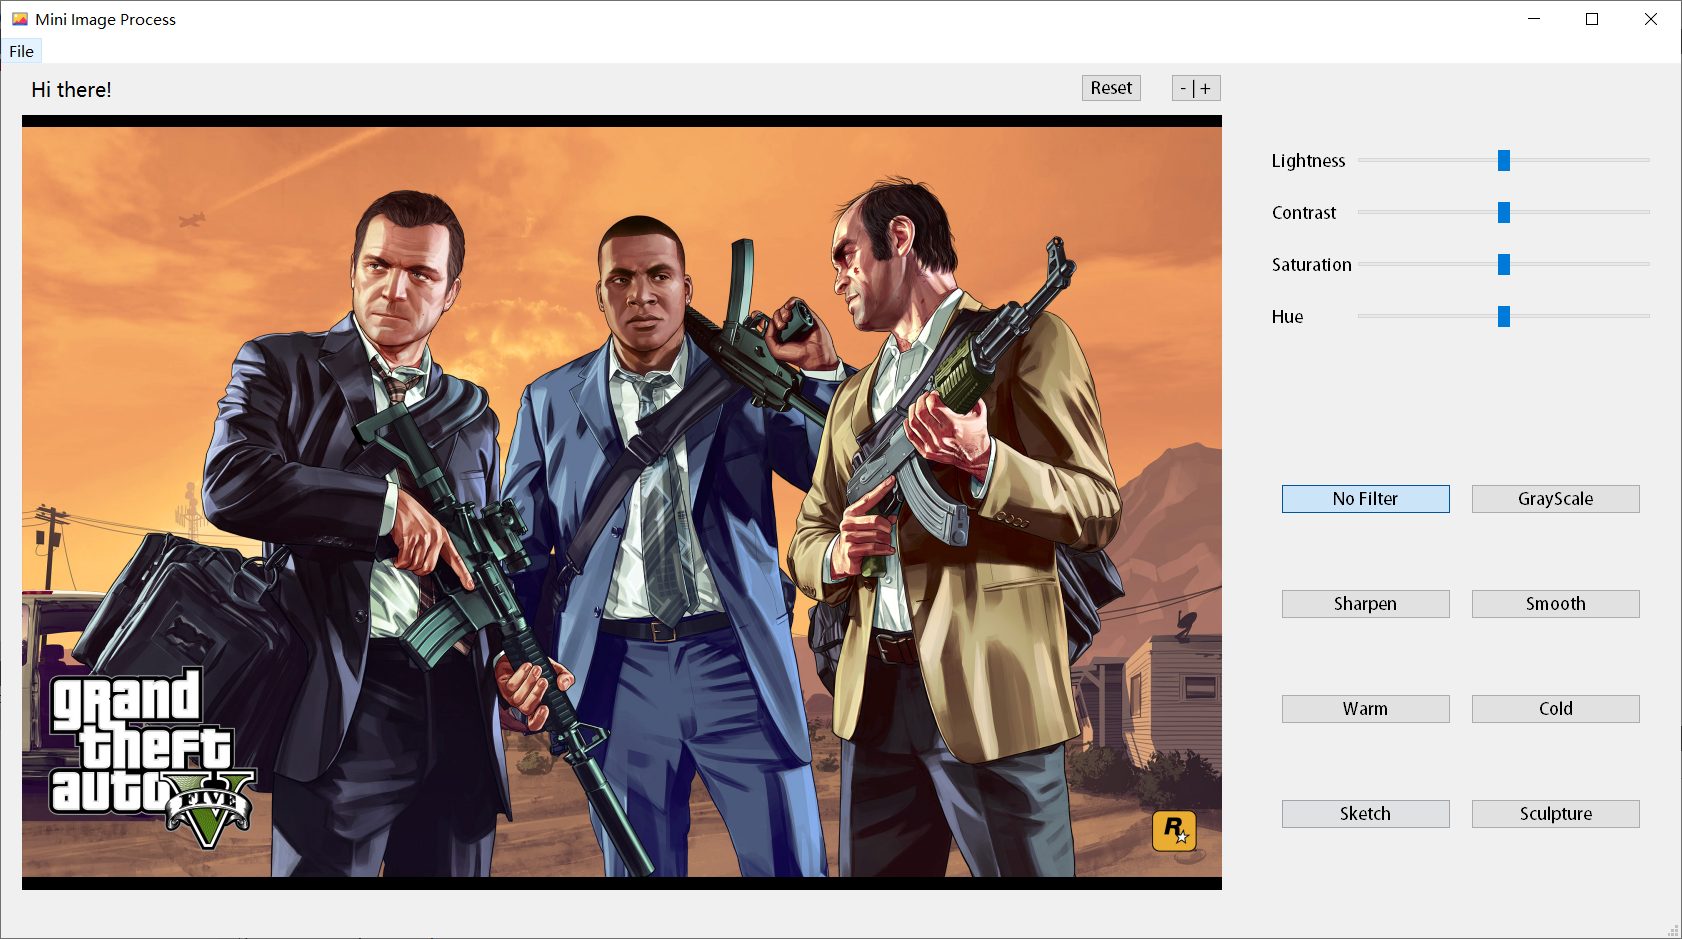 Mini Image Process
File
Hi there!
Reset
- | +
Lightness
Contrast
Saturation
Hue
No Filter
GrayScale
Sharpen
Smooth
Warm
Cold
Sketch
Sculpture
grand
theft
auto V
FIVE
R